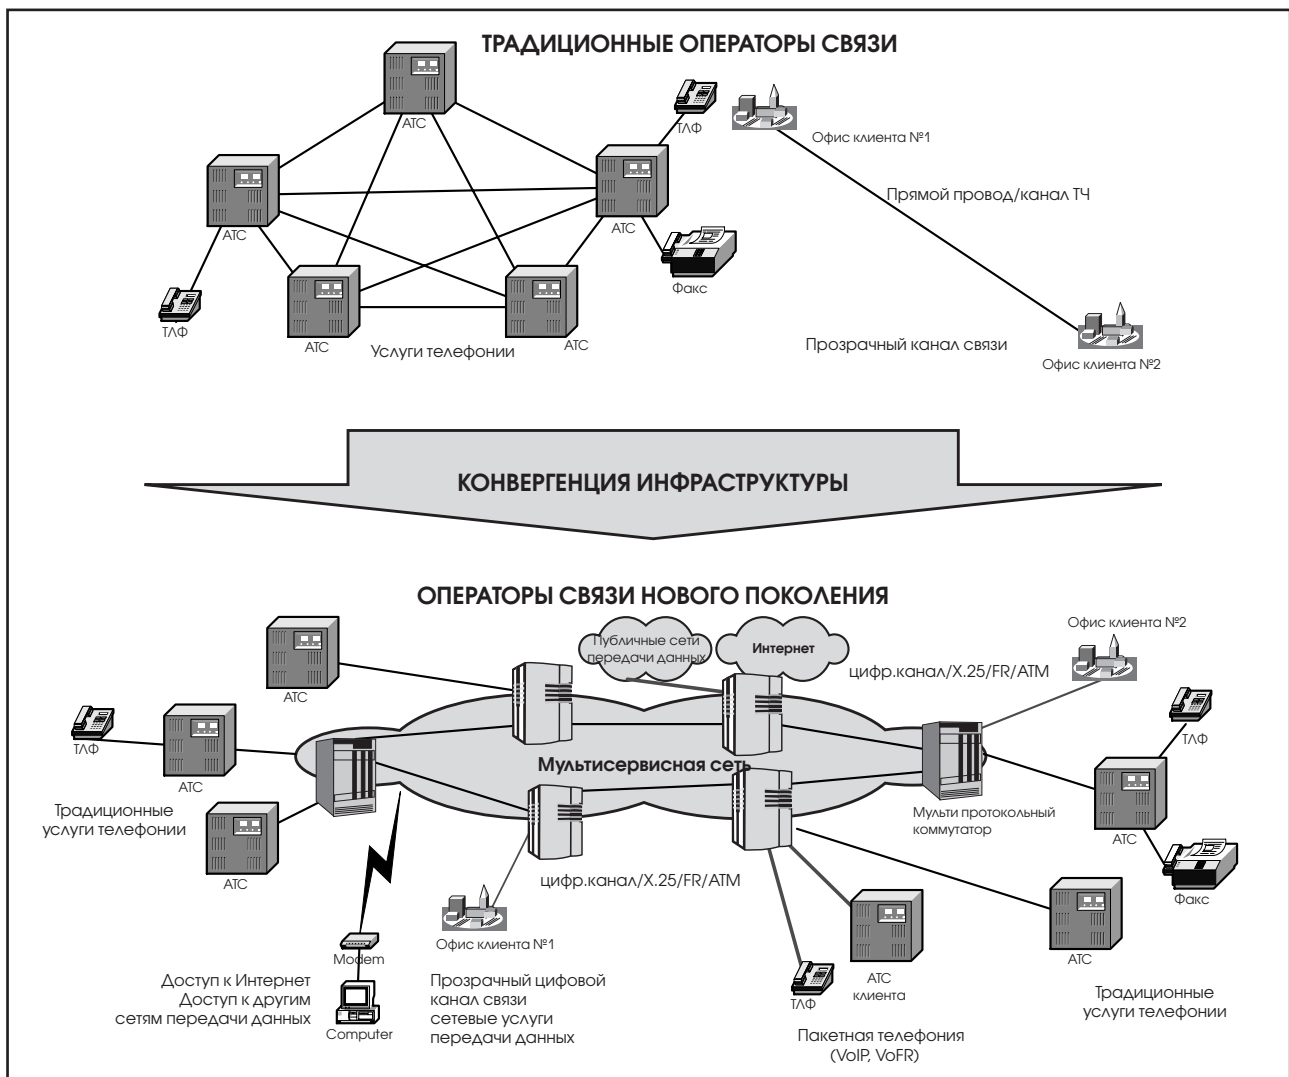 ТРАДИЦИОННЫЕ ОПЕРАТОРЫ СВЯЗИ
АТС
ТЛФ
Офис клиента №1
Прямой провод/канал ТЧ
АТС
АТС
Факс
ТЛФ
АТС
Услуги телефонии
АТС
Прозрачный канал связи
Офис клиента №2
КОНВЕРГЕНЦИЯ ИНФРАСТРУКТУРЫ
ОПЕРАТОРЫ СВЯЗИ НОВОГО ПОКОЛЕНИЯ
Офис клиента №2
Публичные сети
передачи данных
Интернет
цифр.канал/X.25/FR/ATM
АТС
ТЛФ
АТС
ТЛФ
Мультисервисная сеть
Традиционные
услуги телефонии
Мульти протокольный
коммутатор
АТС
АТС
цифр.канал/X.25/FR/ATM
Факс
Офис клиента №1
Modem
АТС
АТС
клиента
ТЛФ
Доступ к Интернет
Доступ к другим
сетям передачи данных
Computer
Прозрачный цифовой
канал связи
сетевые услуги
передачи данных
Традиционные
услуги телефонии
Пакетная телефония
(VoIP, VoFR)